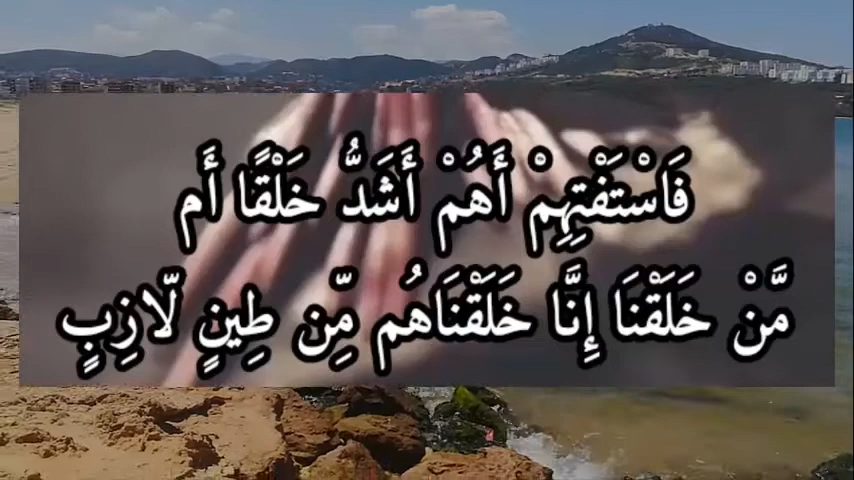 فَاسْتَفْتِهِمْ أَهُمْ أَشَدُّ خَلْقًا أَم
مَّنْ خَلَقْنَا إِنَّا خَلَقْنَاهُم مِّن طِينٍ لَّازِبٍ